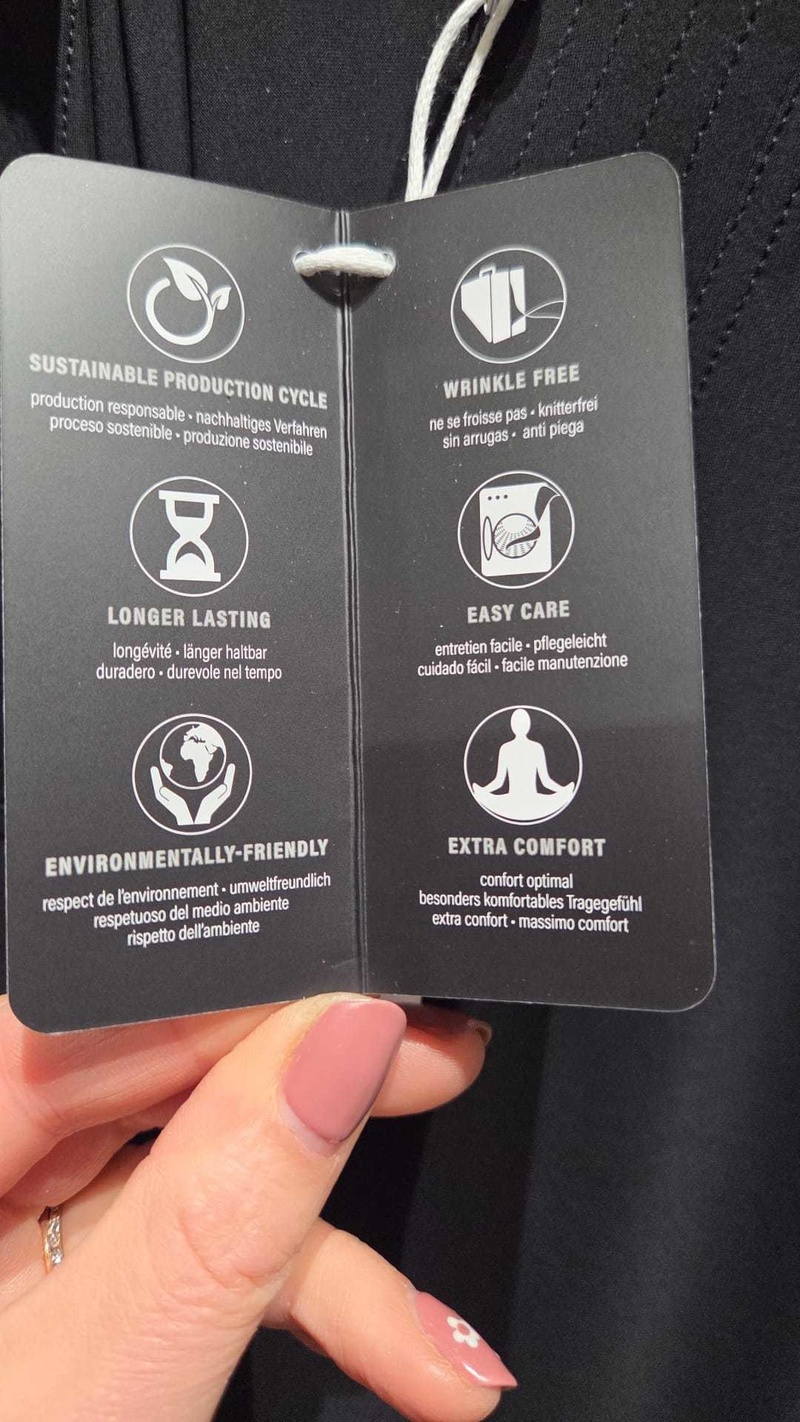 SUSTAINABLE PRODUCTION CYCLE
production responsable • nachhaltiges Verfahren
proceso sostenible • produzione sostenibile
LONGER LASTING
longévité • länger haltbar
duradero • durevole nel tempo
ENVIRONMENTALLY-FRIENDLY
respect de l'environnement • umweltfreundlich
respetuoso del medio ambiente
rispetto dell'ambiente
WRINKLE FREE
ne se froisse pas • knitterfrei
sin arrugas • anti piega
EASY CARE
entretien facile • pflegeleicht
cuidado fácil • facile manutenzione
EXTRA COMFORT
confort optimal
besonders komfortables Tragegefühl
extra confort • massimo comfort